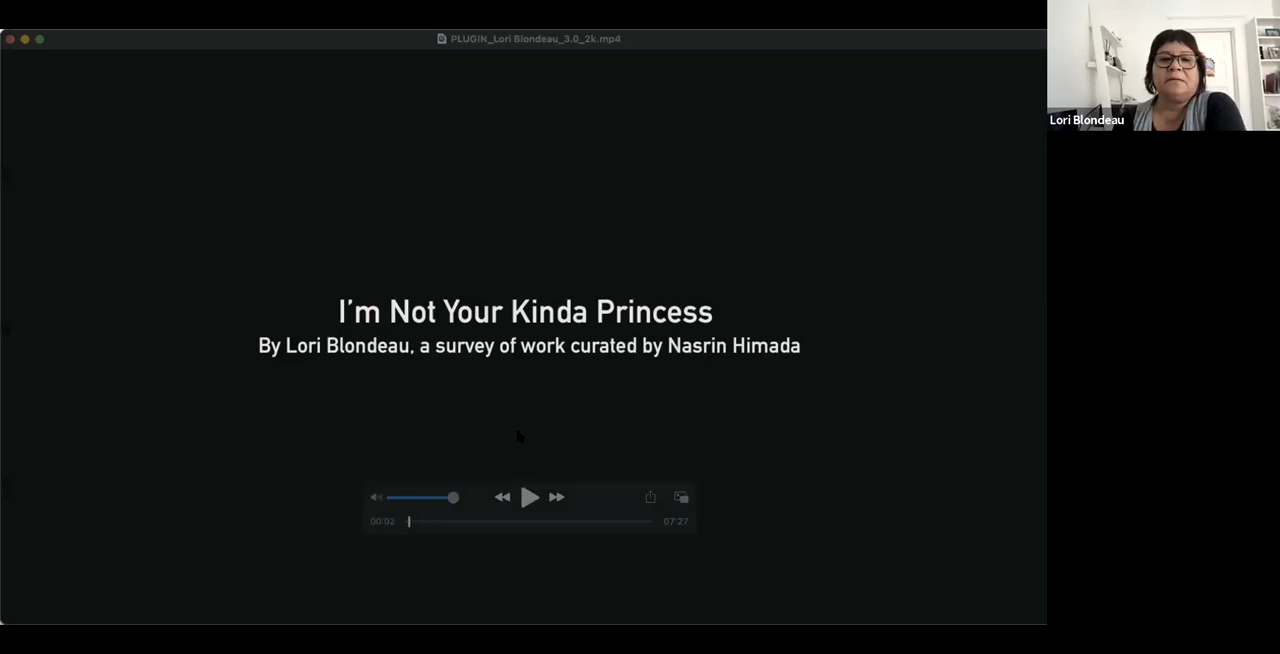 PLUGIN_Lori Blondeau_3.0_2k.mp4
Lori Blondeau
I'm Not Your Kinda Princess
By Lori Blondeau, a survey of work curated by Nasrin Himada
00:02
07:27